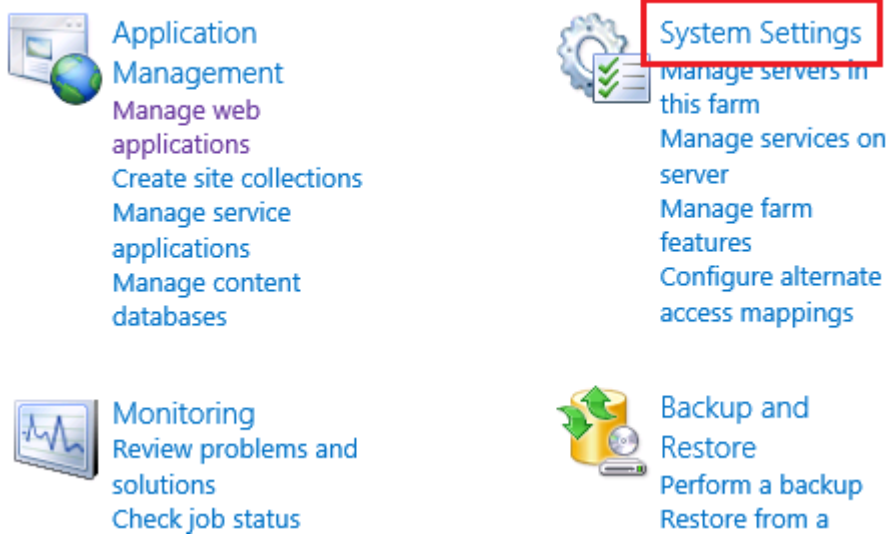 Application
Management
Manage web
applications
Create site collections
Manage service
applications
Manage content
databases
System Settings
Manage servers in
this farm
Manage services on
server
Manage farm
features
Configure alternate
access mappings
Monitoring
Review problems and
solutions
Check job status
Backup and
Restore
Perform a backup
Restore from a